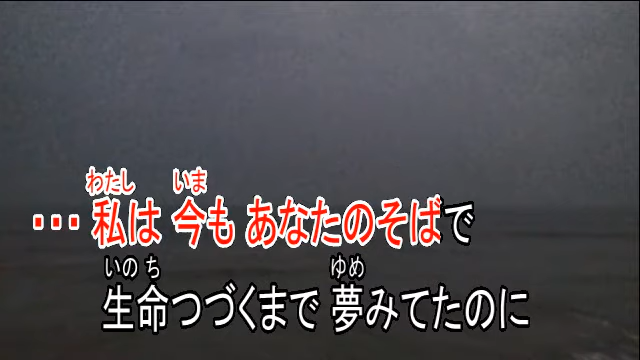 わたし いま
・・・ 私は 今も あなたのそばで
いの ち ゆめ
生命つづくまで 夢みてたのに